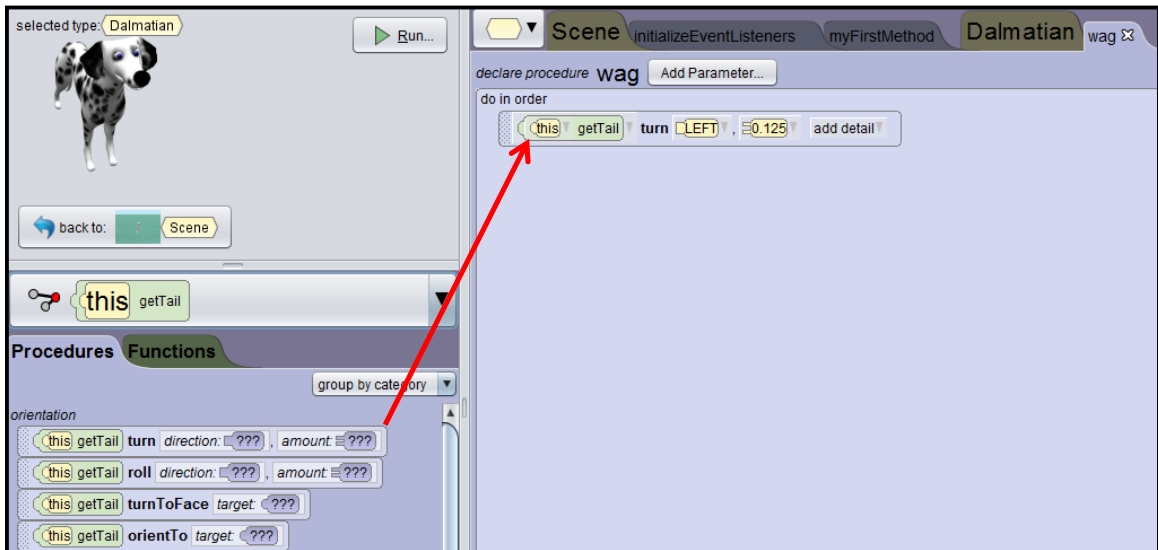 selected type: Dalmatian
Run...
back to: Scene
this getTail
Procedures Functions
group by category
orientation
this getTail turn direction: ??? , amount: ???
this getTail roll direction: ??? , amount: ???
this getTail turnToFace target: ???
this getTail orientTo target: ???
Scene initializeEventListeners myFirstMethod Dalmatian wag
declare procedure wag Add Parameter...
do in order
this getTail turn LEFT , 0.125 add detail